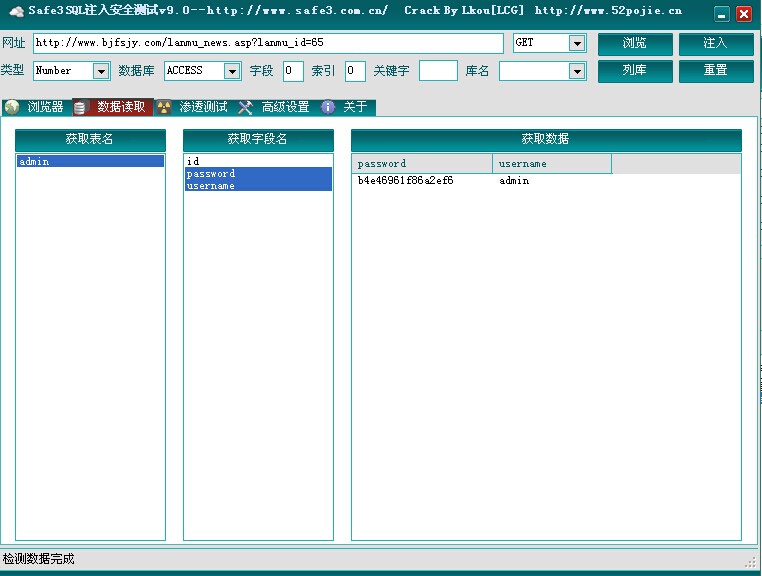 Safe3 SQL注入安全测试v9.0--http://www.safe3.com.cn/ Crack By Lkou[LCG] http://www.52pojie.cn
网址 http://www.bjfsjy.com/lanmu_news.asp?lanmu_id=65 GET 浏览 注入
类型 Number 数据库 ACCESS 字段 0 索引 0 关键字 库名 列库 重置
浏览器 数据读取 渗透测试 高级设置 关于
获取表名 获取字段名 获取数据
admin
id
password
username
password username
b4e46961f86a2ef6 admin
检测数据完成